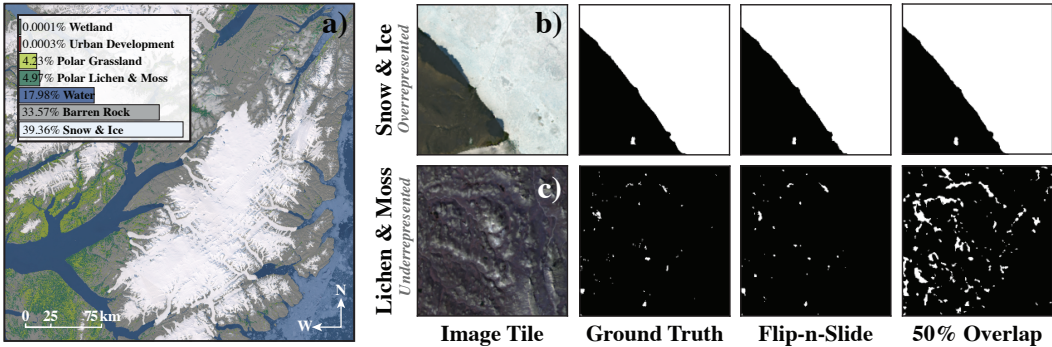 a)
0.0001% Wetland
0.0003% Urban Development
4.23% Polar Grassland
4.97% Polar Lichen & Moss
17.98% Water
33.57% Barren Rock
39.36% Snow & Ice
0 25 75 km
N
W
b)
Snow & Ice
Overrepresented
c)
Lichen & Moss
Underrepresented
Image Tile
Ground Truth
Flip-n-Slide
50% Overlap